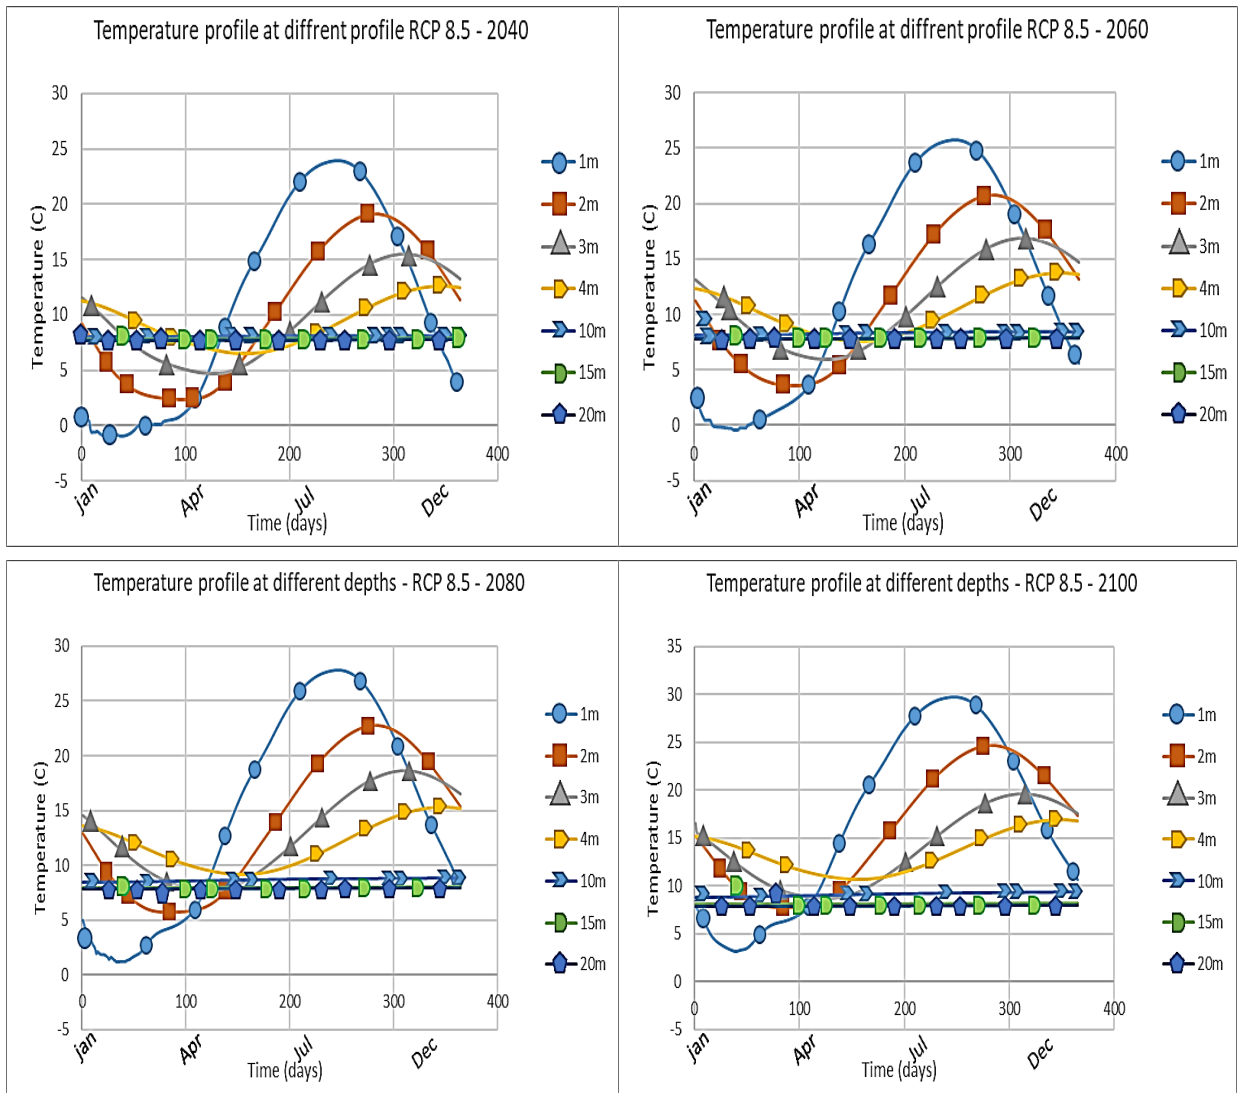 Temperature profile at diffrent profile RCP 8.5 - 2040
30
25
20
15
10
5
0
-5
0
100
200
300
400
jan
Apr
Jul
Dec
Time (days)
Temperature (C)
1m
2m
3m
4m
10m
15m
20m
Temperature profile at diffrent profile RCP 8.5 - 2060
30
25
20
15
10
5
0
-5
0
100
200
300
400
jan
Apr
Jul
Dec
Time (days)
Temperature (C)
1m
2m
3m
4m
10m
15m
20m
Temperature profile at different depths - RCP 8.5 - 2080
30
25
20
15
10
5
0
-5
0
100
200
300
400
jan
Apr
Jul
Dec
Time (days)
Temperature (C)
1m
2m
3m
4m
10m
15m
20m
Temperature profile at different depths - RCP 8.5 - 2100
35
30
25
20
15
10
5
0
-5
0
100
200
300
400
jan
Apr
Jul
Dec
Time (days)
Temperature (C)
1m
2m
3m
4m
10m
15m
20m